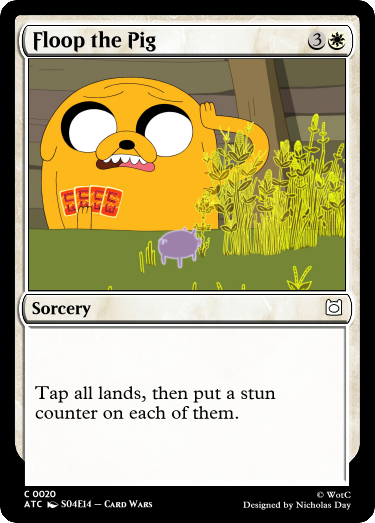 Floop the Pig 3
Sorcery
Tap all lands, then put a stun
counter on each of them.
C 0020 © WotC
ATC S04E14 – Card Wars Designed by Nicholas Day